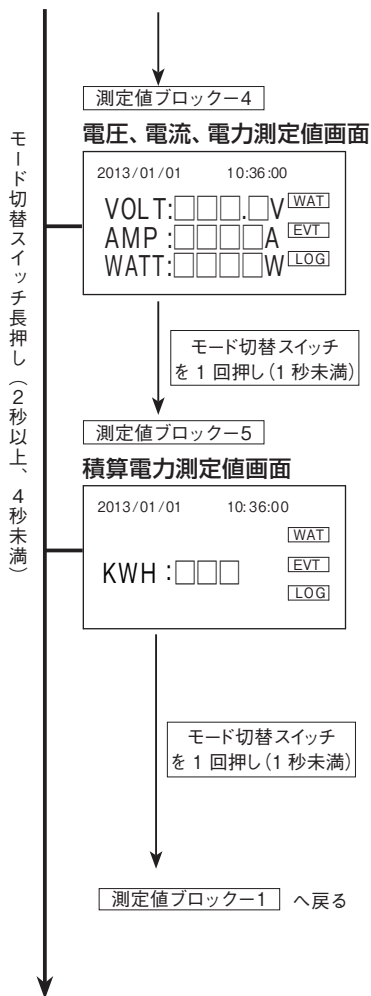 モード切替スイッチ長押し（2秒以上、4秒未満）
測定値ブロック－4
電圧、電流、電力測定値画面
2013/01/01 10:36:00
VOLT:□□□.□V WAT
AMP :□□□□A EVT
WATT:□□□□W LOG
モード切替スイッチ
を1回押し（1秒未満）
測定値ブロック－5
積算電力測定値画面
2013/01/01 10:36:00
WAT
KWH :□□□ EVT
LOG
モード切替スイッチ
を1回押し（1秒未満）
測定値ブロック－1 へ戻る